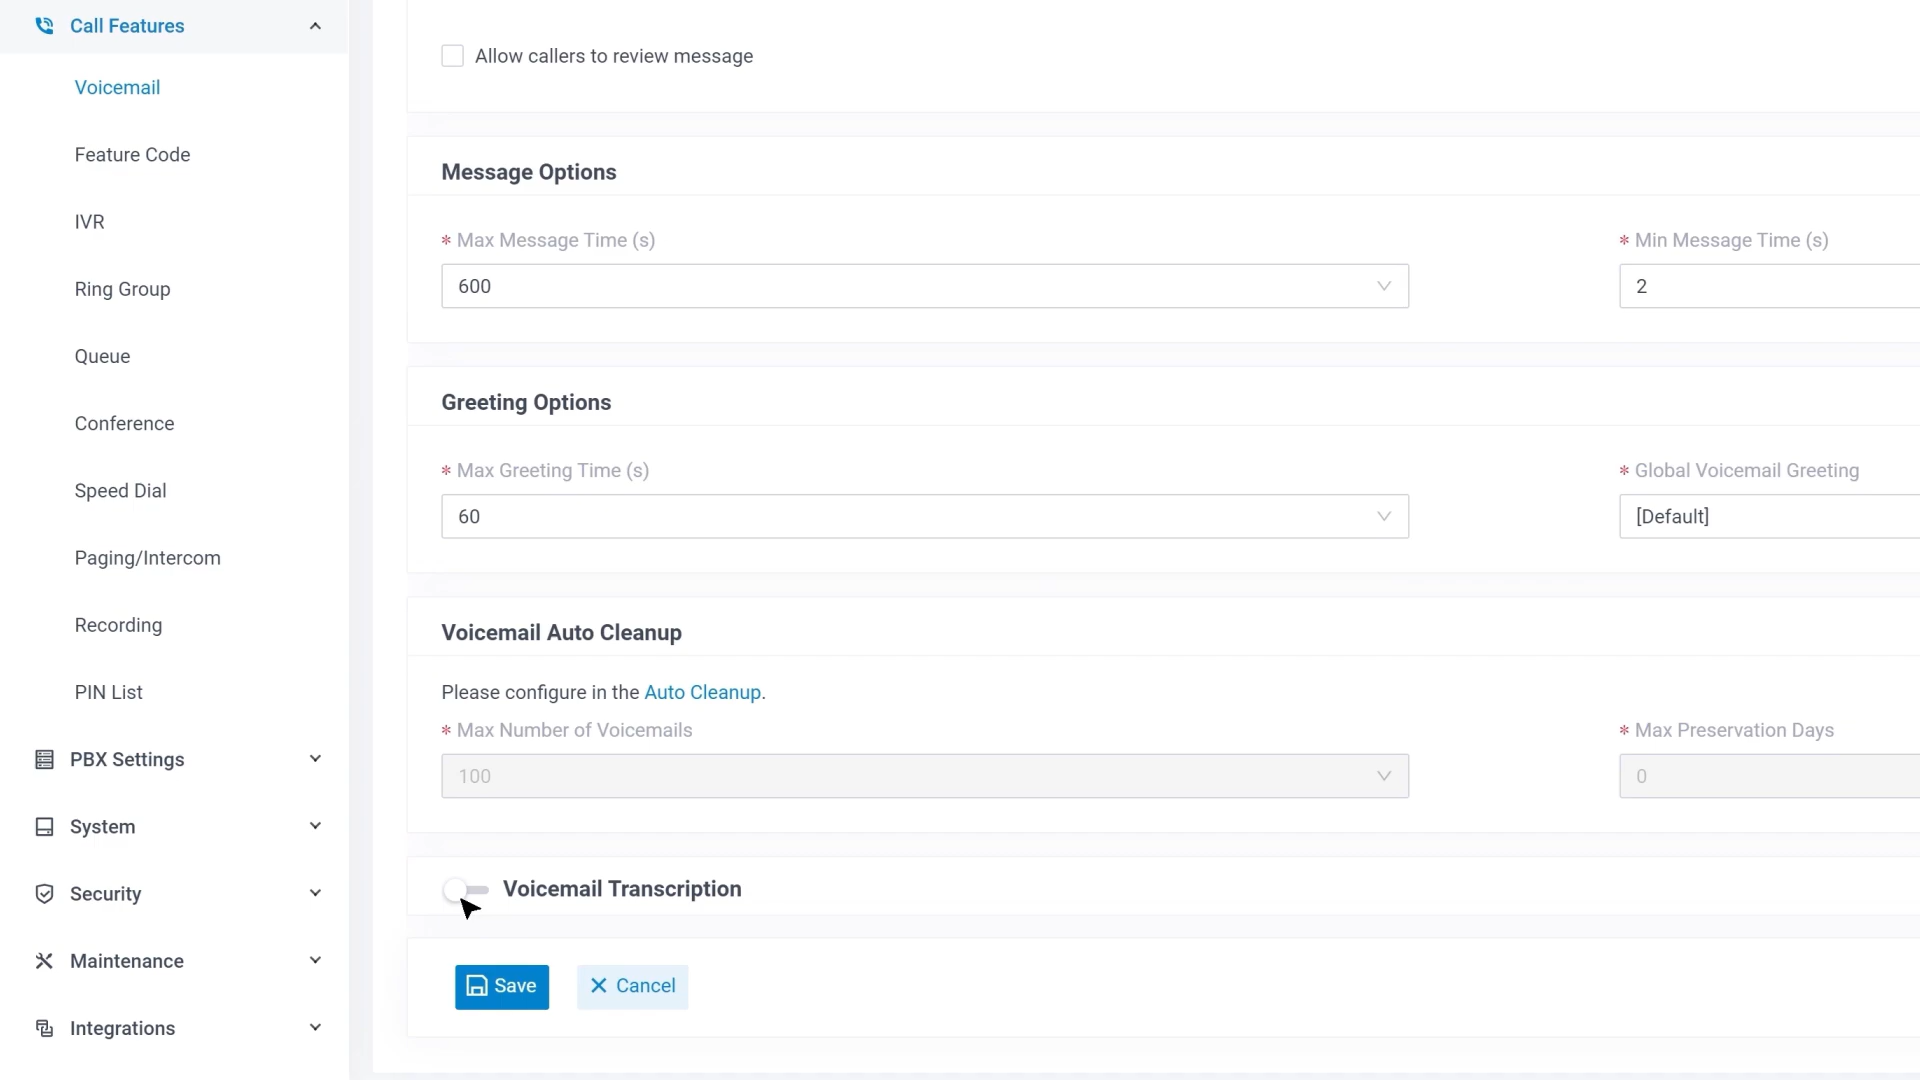 Call Features
Voicemail
Feature Code
IVR
Ring Group
Queue
Conference
Speed Dial
Paging/Intercom
Recording
PIN List
PBX Settings
System
Security
Maintenance
Integrations
Allow callers to review message
Message Options
* Max Message Time (s)
600
* Min Message Time (s)
2
Greeting Options
* Max Greeting Time (s)
60
* Global Voicemail Greeting
[Default]
Voicemail Auto Cleanup
Please configure in the Auto Cleanup.
* Max Number of Voicemails
100
* Max Preservation Days
0
Voicemail Transcription
Save
Cancel